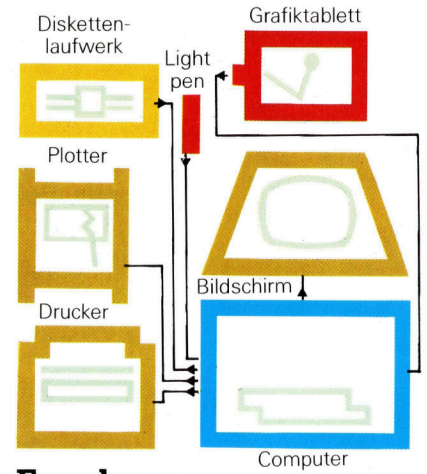 Disketten-
laufwerk
Light
pen
Grafiktablett
Plotter
Bildschirm
Drucker
Computer